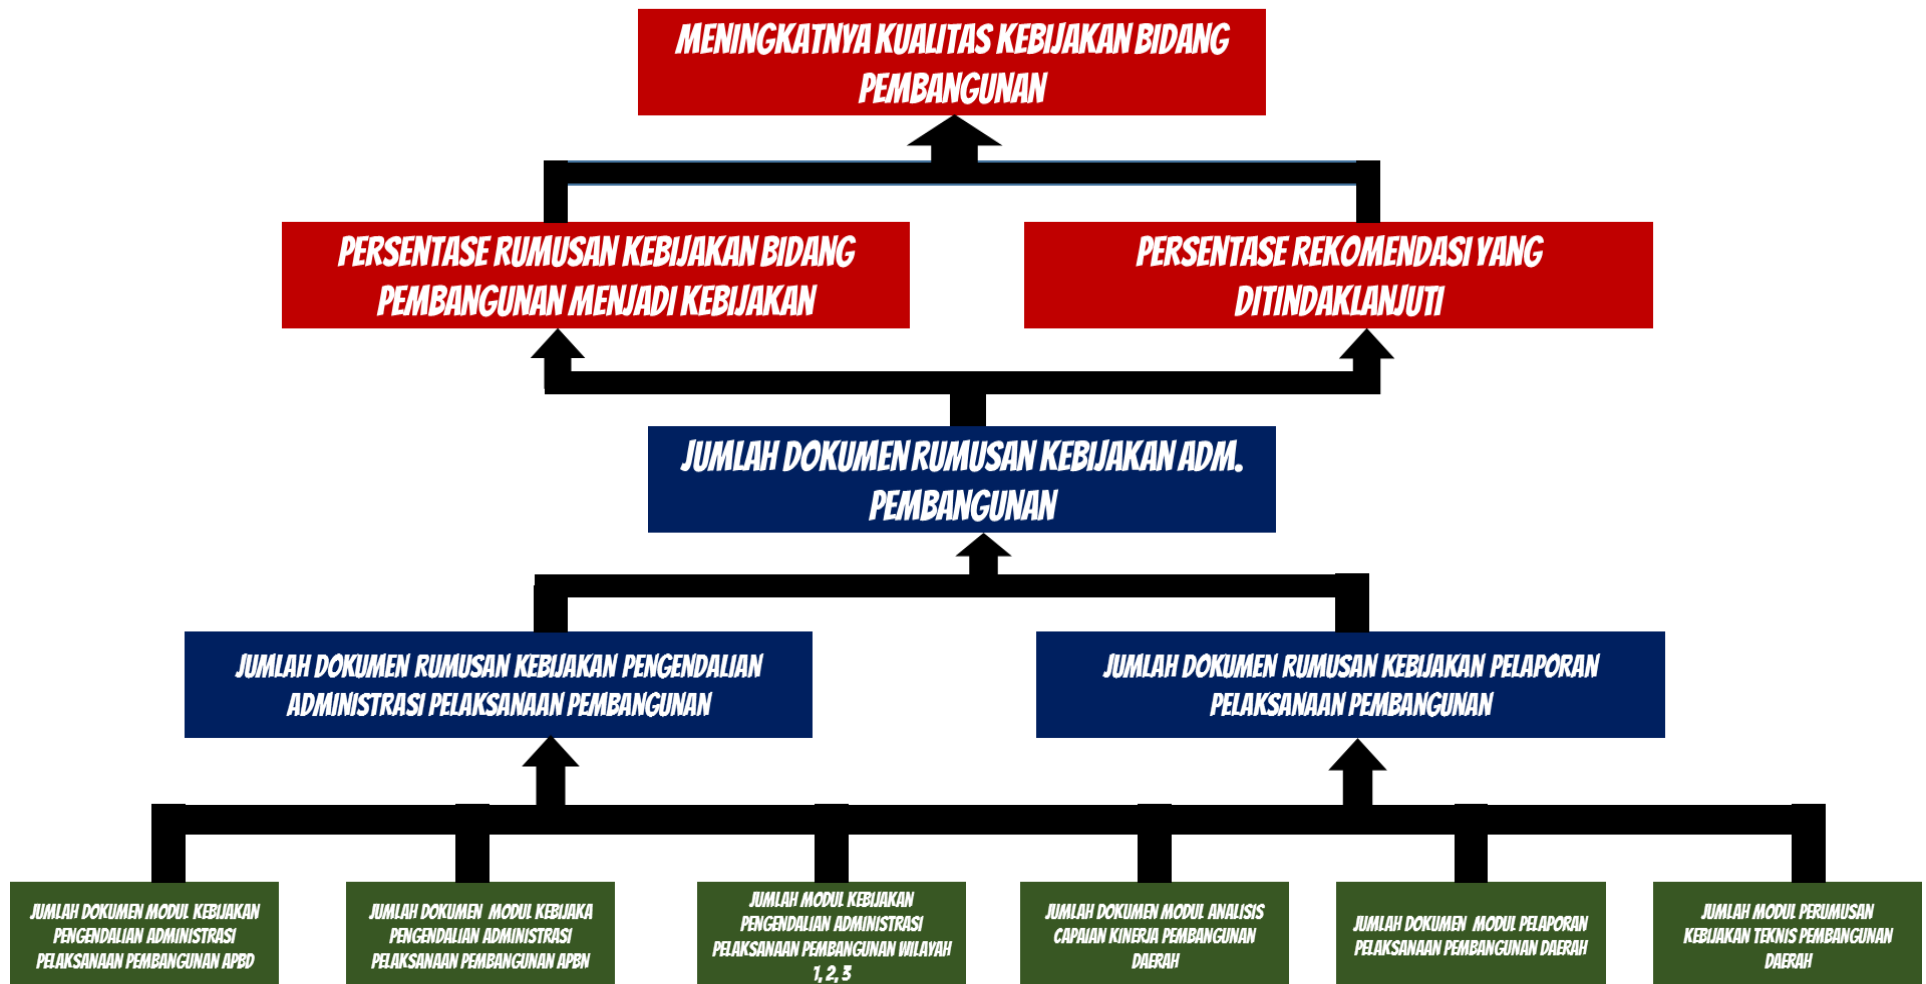 MENINGKATNYA KUALITAS KEBIJAKAN BIDANG
PEMBANGUNAN
PERSENTASE RUMUSAN KEBIJAKAN BIDANG
PEMBANGUNAN MENJADI KEBIJAKAN
PERSENTASE REKOMENDASI YANG
DITINDAKLANJUTI
JUMLAH DOKUMEN RUMUSAN KEBIJAKAN ADM.
PEMBANGUNAN
JUMLAH DOKUMEN RUMUSAN KEBIJAKAN PENGENDALIAN
ADMINISTRASI PELAKSANAAN PEMBANGUNAN
JUMLAH DOKUMEN RUMUSAN KEBIJAKAN PELAPORAN
PELAKSANAAN PEMBANGUNAN
JUMLAH DOKUMEN MODUL KEBIJAKAN
PENGENDALIAN ADMINISTRASI
PELAKSANAAN PEMBANGUNAN APBD
JUMLAH DOKUMEN MODUL KEBIJAKA
PENGENDALIAN ADMINISTRASI
PELAKSANAAN PEMBANGUNAN APBN
JUMLAH MODUL KEBIJAKAN
PENGENDALIAN ADMINISTRASI
PELAKSANAAN PEMBANGUNAN WILAYAH
1, 2, 3
JUMLAH DOKUMEN MODUL ANALISIS
CAPAIAN KINERJA PEMBANGUNAN
DAERAH
JUMLAH DOKUMEN MODUL PELAPORAN
PELAKSANAAN PEMBANGUNAN DAERAH
JUMLAH MODUL PERUMUSAN
KEBIJAKAN TEKNIS PEMBANGUNAN
DAERAH